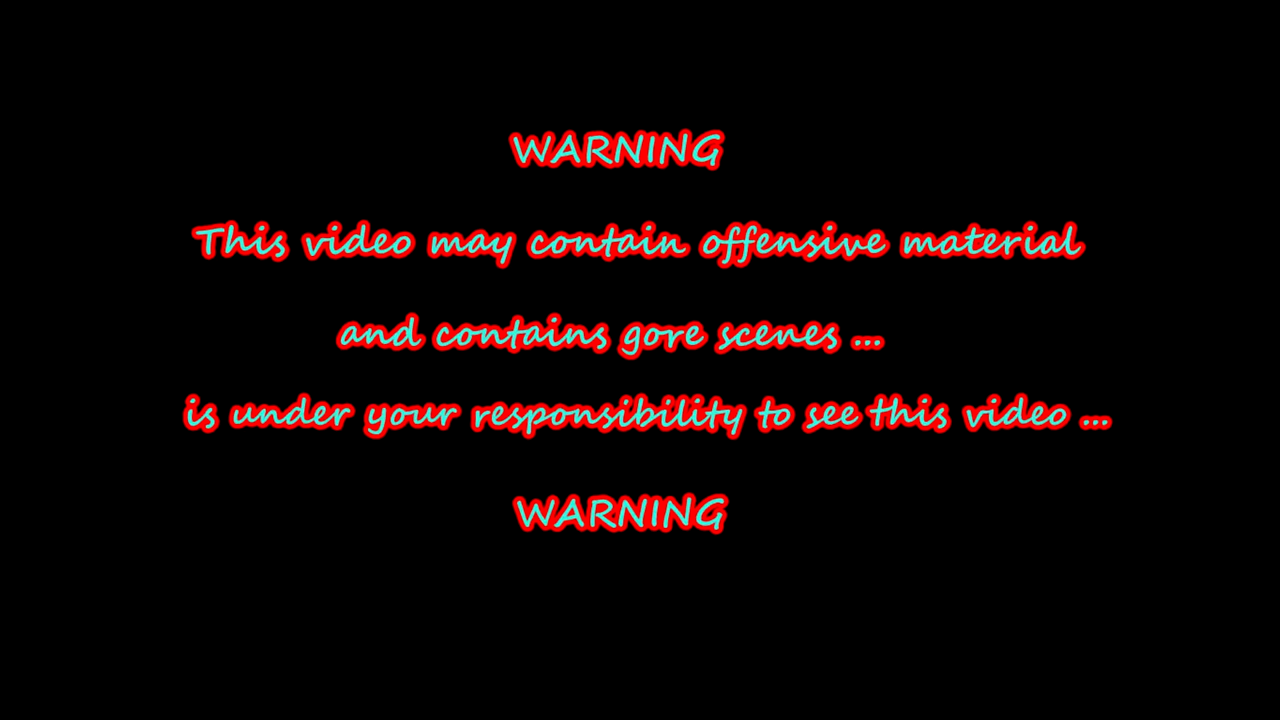 WARNING
This video may contain offensive material
and contains gore scenes ...
is under your responsibility to see this video ...
WARNING